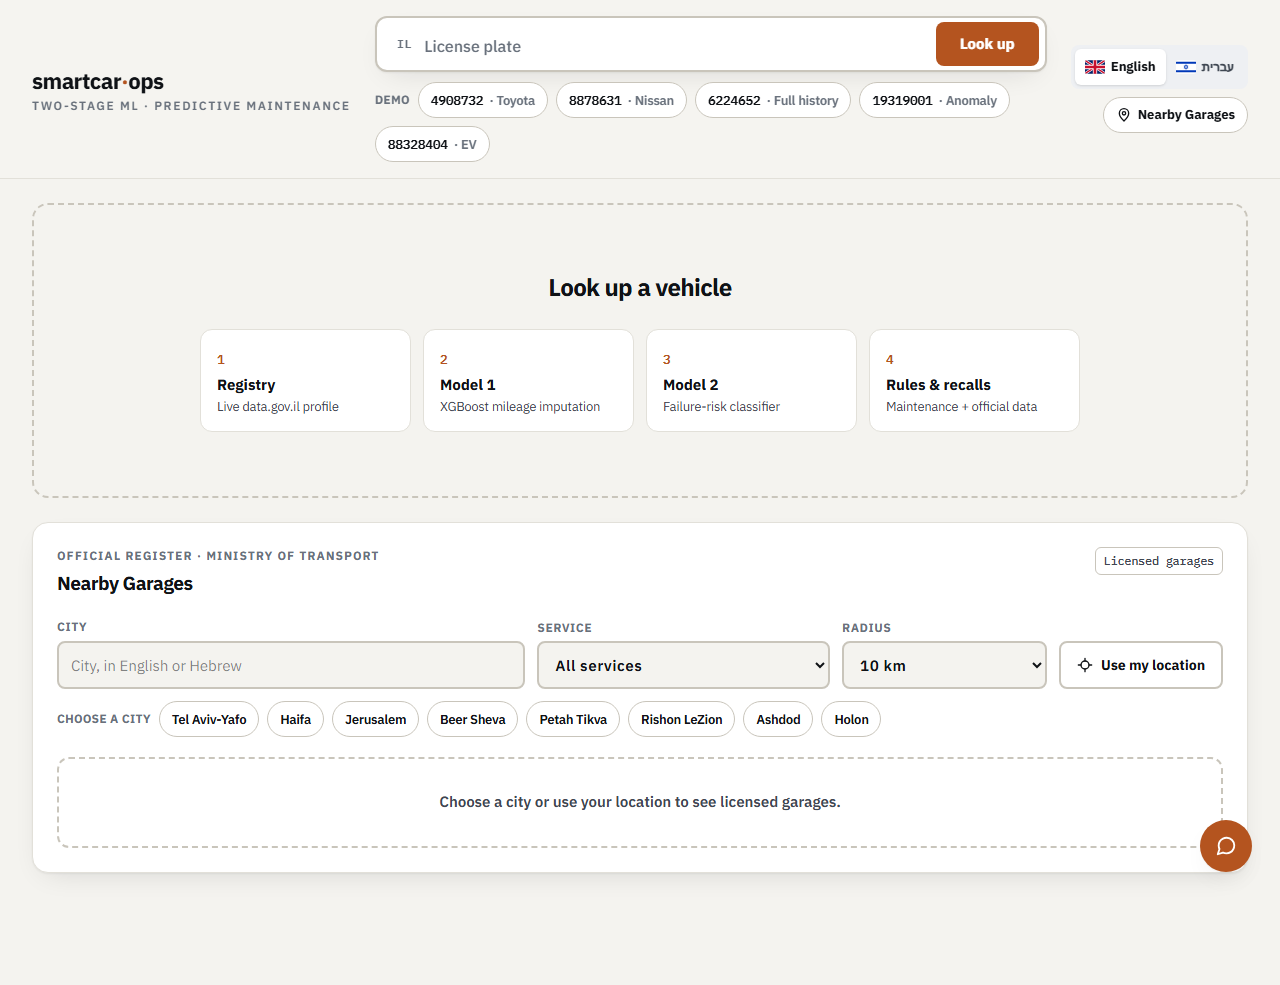 smartcar·ops
TWO-STAGE ML · PREDICTIVE MAINTENANCE
IL License plate
Look up
DEMO 4908732 · Toyota 8878631 · Nissan 6224652 · Full history 19319001 · Anomaly
88328404 · EV
English עברית
Nearby Garages
Look up a vehicle
1
Registry
Live data.gov.il profile
2
Model 1
XGBoost mileage imputation
3
Model 2
Failure-risk classifier
4
Rules & recalls
Maintenance + official data
OFFICIAL REGISTER · MINISTRY OF TRANSPORT
Nearby Garages
Licensed garages
CITY
City, in English or Hebrew
SERVICE
All services
RADIUS
10 km
Use my location
CHOOSE A CITY Tel Aviv-Yafo Haifa Jerusalem Beer Sheva Petah Tikva Rishon LeZion Ashdod Holon
Choose a city or use your location to see licensed garages.